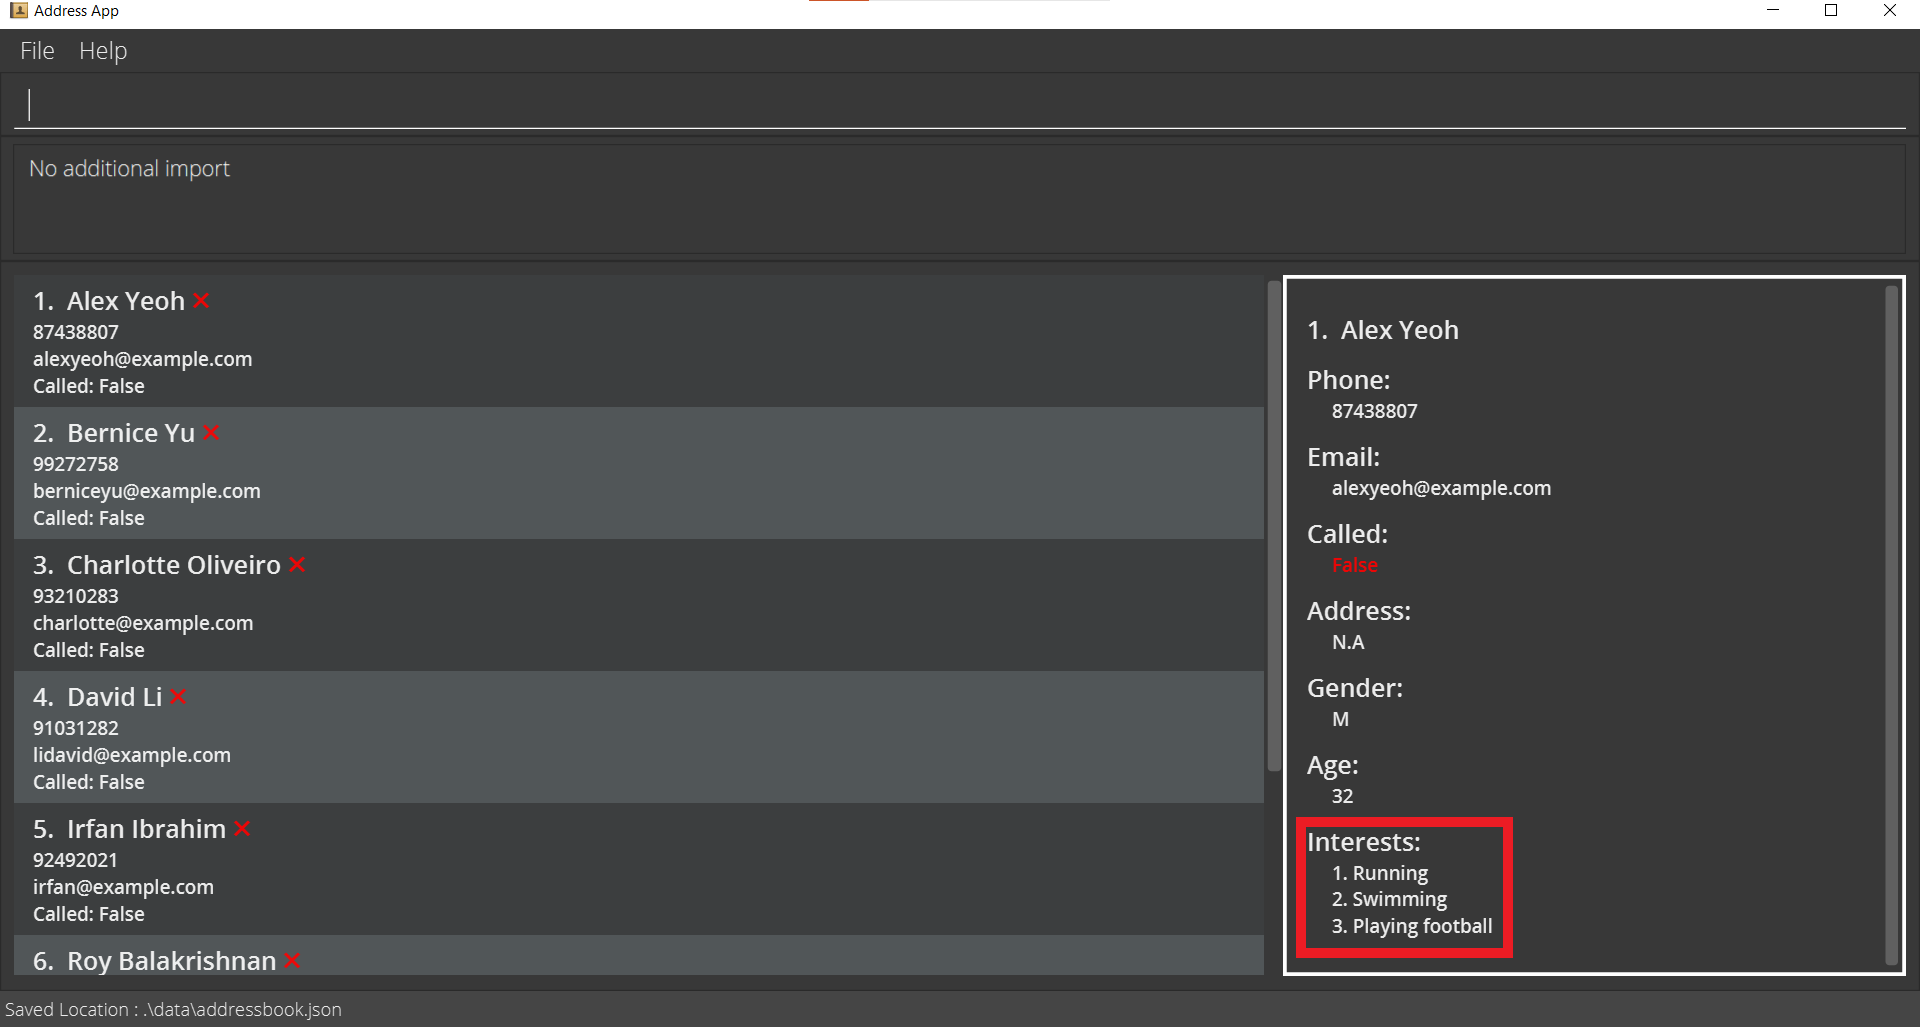 Address App
File Help
No additional import
1. Alex Yeoh
87438807
alexyeoh@example.com
Called: False
2. Bernice Yu
99272758
berniceyu@example.com
Called: False
3. Charlotte Oliveiro
93210283
charlotte@example.com
Called: False
4. David Li
91031282
lidavid@example.com
Called: False
5. Irfan Ibrahim
92492021
irfan@example.com
Called: False
6. Roy Balakrishnan
1. Alex Yeoh
Phone:
87438807
Email:
alexyeoh@example.com
Called:
False
Address:
N.A
Gender:
M
Age:
32
Interests:
1. Running
2. Swimming
3. Playing football
Saved Location : .\data\addressbook.json